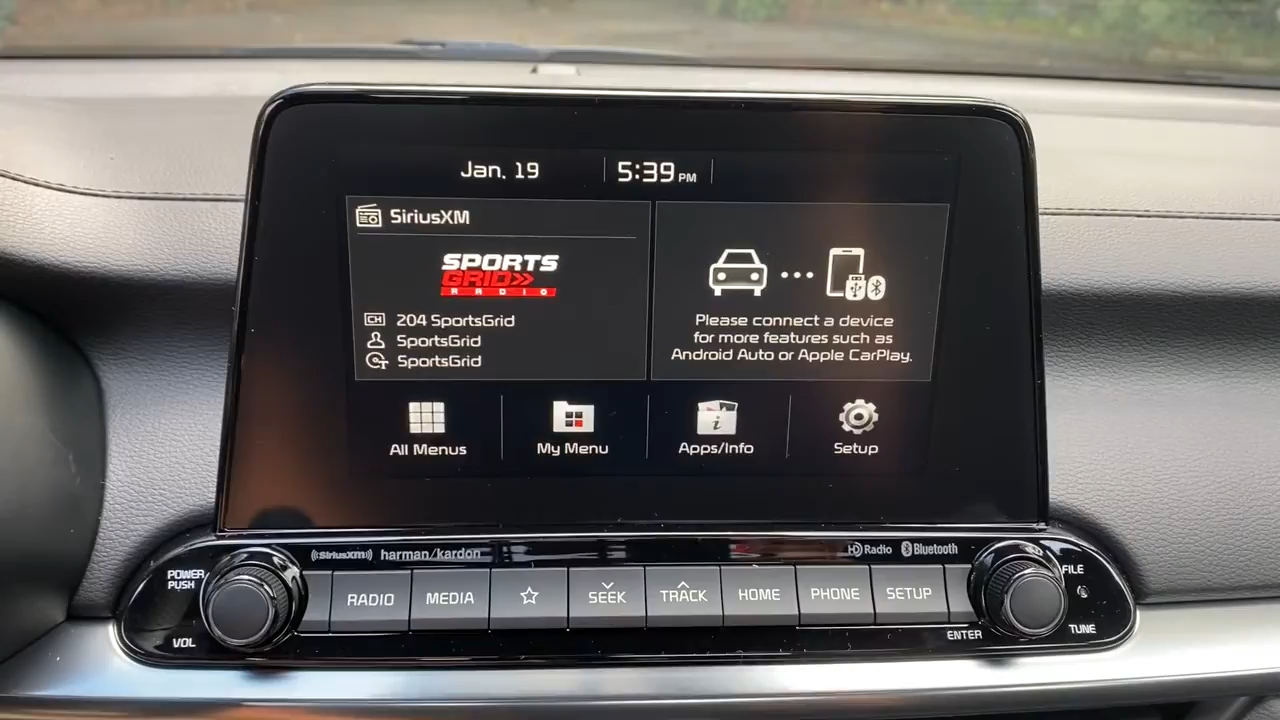 Jan. 19
5:39 PM
SiriusXM
SPORTS
GRID
RADIO
CH 204 SportsGrid
SportsGrid
T SportsGrid
Please connect a device
for more features such as
Android Auto or Apple CarPlay.
All Menus
My Menu
i Apps/Info
Setup
SiriusXM
harman/kardon
HD Radio
Bluetooth
POWER
PUSH
VOL
RADIO
MEDIA
SEEK
TRACK
HOME
PHONE
SETUP
FILE
TUNE
ENTER